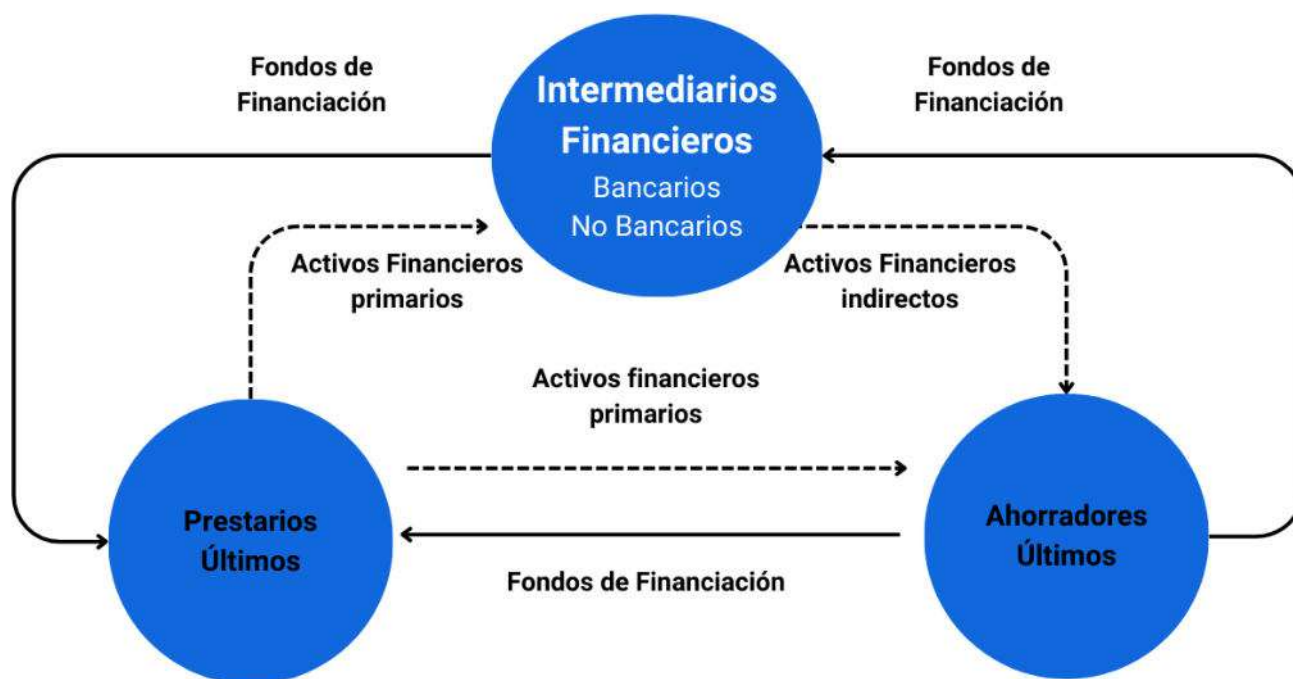 Fondos de
Financiación
Intermediarios
Financieros
Bancarios
No Bancarios
Fondos de
Financiación
Activos Financieros
primarios
Activos Financieros
indirectos
Activos financieros
primarios
Prestarios
Últimos
Ahorradores
Últimos
Fondos de Financiación